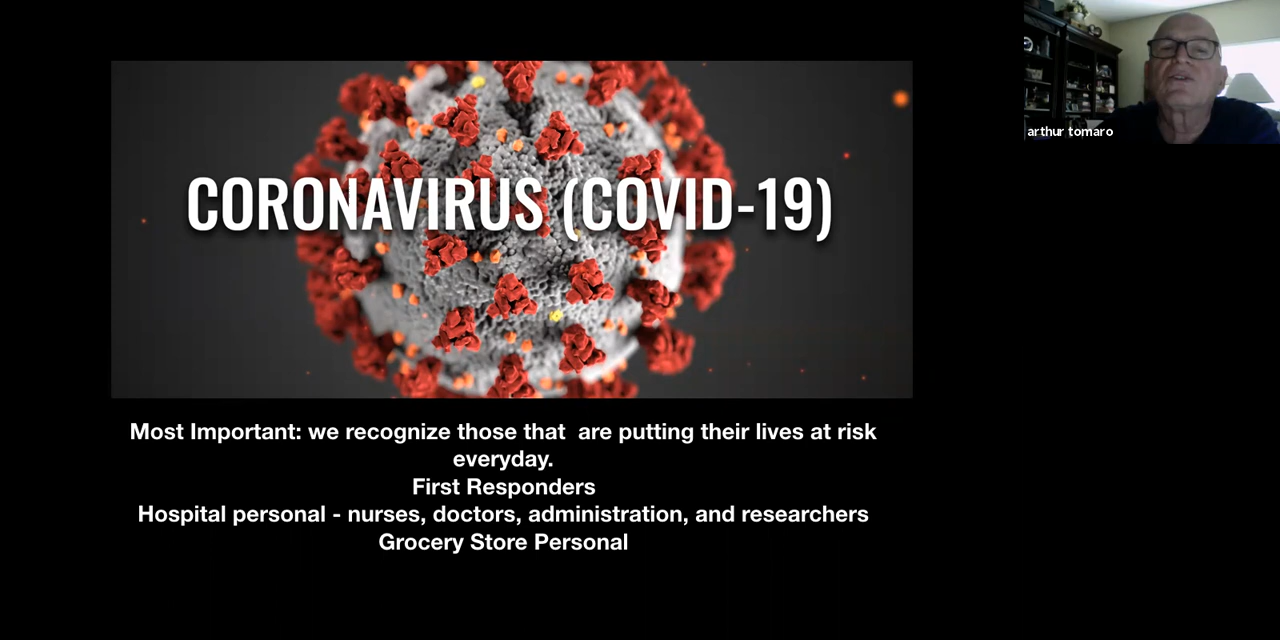 CORONAVIRUS (COVID-19)
arthur tomaro
Most Important: we recognize those that  are putting their lives at risk
everyday.
First Responders
Hospital personal - nurses, doctors, administration, and researchers
Grocery Store Personal